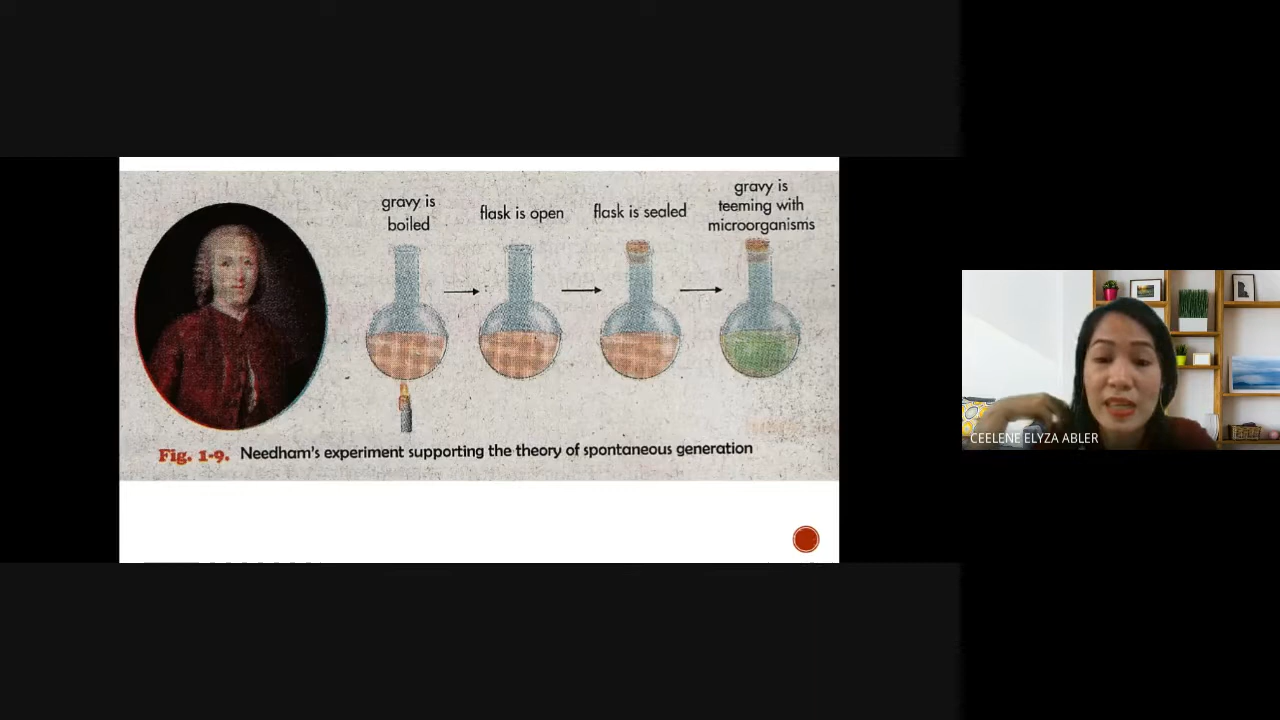 gravy is
boiled
flask is open
flask is sealed
gravy is
teeming with
microorganisms
Fig. 1-9. Needham's experiment supporting the theory of spontaneous generation
CEELENE ELYZA ABLER